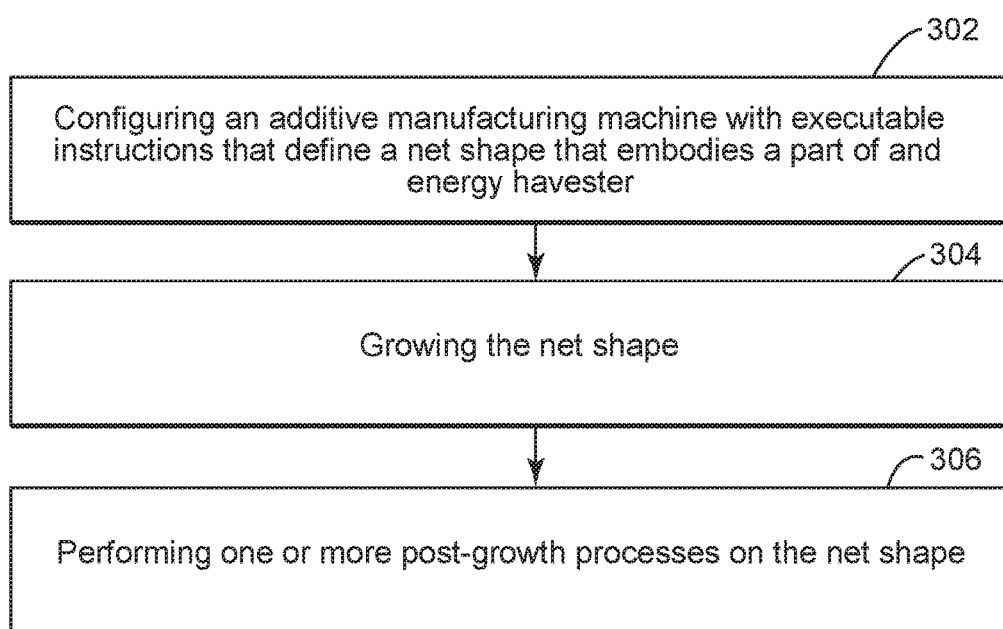 302
Configuring an additive manufacturing machine with executable
instructions that define a net shape that embodies a part of and
energy havester
304
Growing the net shape
306
Performing one or more post-growth processes on the net shape